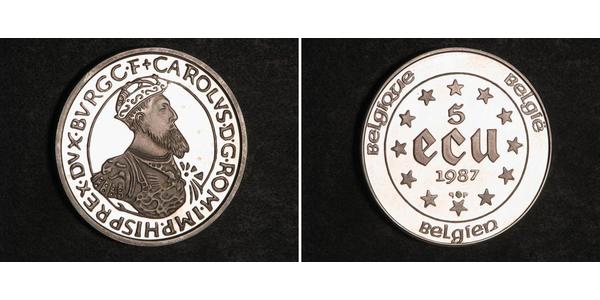 CAROLVS·D·G·ROM·IMP·HISP·REX·DVX·BVRG·C·F+
Belgique
België
5
ecu
1987
Belgien